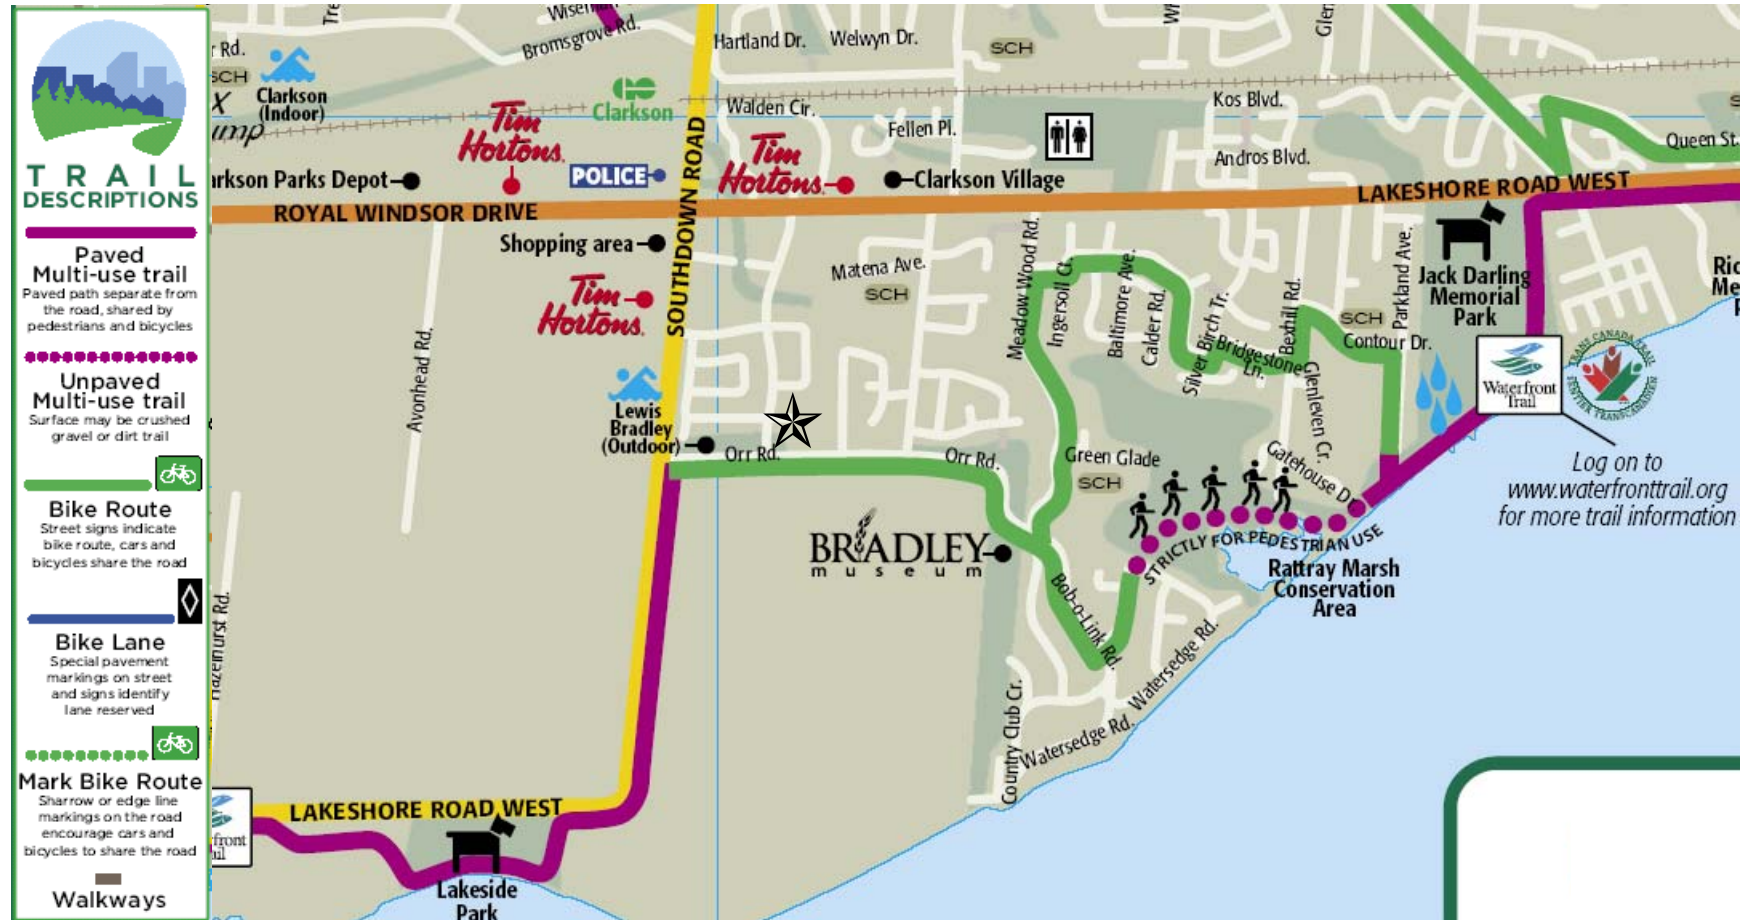 TRAIL
DESCRIPTIONS
Paved
Multi-use trail
Paved path separate from
the road, shared by
pedestrians and bicycles
Unpaved
Multi-use trail
Surface may be crushed
gravel or dirt trail
Bike Route
Street signs indicate
bike route, cars and
bicycles share the road
Bike Lane
Special pavement
markings on street
and signs identify
lane reserved
Mark Bike Route
Sharrow or edge line
markings on the road
encourage cars and
bicycles to share the road
Walkways
Rd.
SCH
Clarkson
(Indoor)
Bromsgrove Rd.
Hartland Dr.
Welwyn Dr.
SCH
Clarkson
Tim
Hortons
Walden Cir.
Fellen Pl.
Kos Blvd.
Andros Blvd.
Queen St.
Parks Depot
POLICE
Tim
Hortons
Clarkson Village
ROYAL WINDSOR DRIVE
LAKESHORE ROAD WEST
SOUTHDOWN ROAD
Shopping area
Tim
Hortons
Matena Ave.
SCH
Avonhead Rd.
Meadow Wood Rd.
Ingersoll Ct.
Baltimore Ave.
Calder Rd.
Silver Birch Tr.
Bridgestone
Ln.
Bexhill Rd.
Glenleven Cr.
SCH
Contour Dr.
Parkland Ave.
Jack Darling
Memorial
Park
Waterfront
Trail
TRANS CANADA TRAIL
SENTIER TRANSCANADIEN
Log on to
www.waterfronttrail.org
for more trail information
Lewis
Bradley
(Outdoor)
Orr Rd.
Orr Rd.
Green Glade
SCH
Gatehouse Dr.
BRADLEY
museum
STRICTLY FOR PEDESTRIAN USE
Rattray Marsh
Conservation
Area
Bob-o-Link Rd.
Watersedge Rd.
Watersedge Rd.
Country Club Cr.
Hazelhurst Rd.
LAKESHORE ROAD WEST
Lakeside
Park